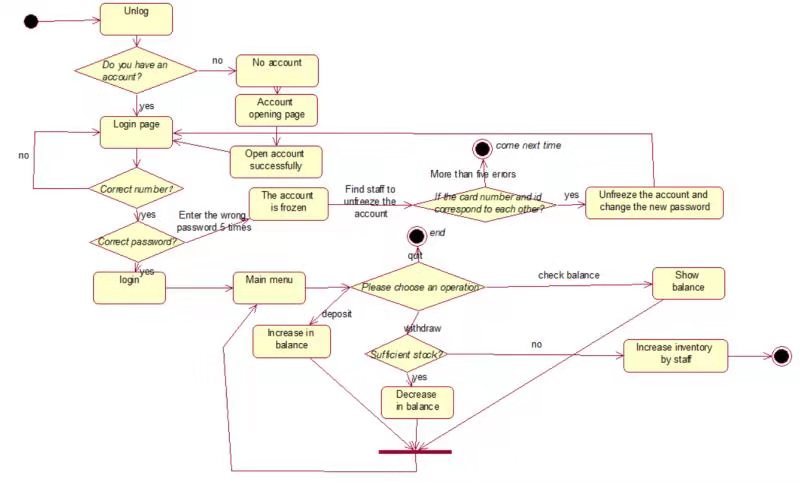 Unlog
Do you have an
account?
no
No account
yes
Account
opening page
Login page
no
Open account
successfully
come next time
Correct number?
More than five errors
The account
is frozen
Find staff to
unfreeze the
account
If the card number and id
correspond to each other?
yes
Unfreeze the account and
change the new password
yes
Enter the wrong
password 5 times
Correct password?
end
quit
yes
login
Main menu
Please choose an operation
check balance
Show
balance
deposit
withdraw
Increase in
balance
Sufficient stock?
no
Increase inventory
by staff
yes
Decrease
in balance